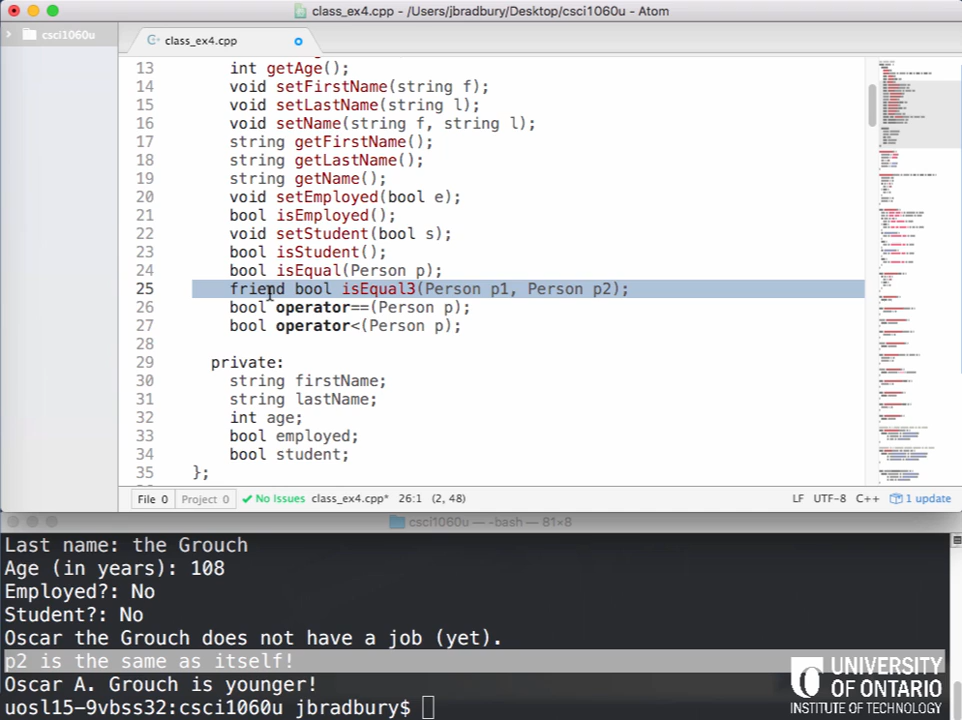 class_ex4.cpp - /Users/jbradbury/Desktop/csci1060u - Atom
csci1060u
class_ex4.cpp
13 int getAge();
14 void setFirstName(string f);
15 void setLastName(string l);
16 void setName(string f, string l);
17 string getFirstName();
18 string getLastName();
19 string getName();
20 void setEmployed(bool e);
21 bool isEmployed();
22 void setStudent(bool s);
23 bool isStudent();
24 bool isEqual(Person p);
25 friend bool isEqual3(Person p1, Person p2);
26 bool operator==(Person p);
27 bool operator<(Person p);
28
29 private:
30 string firstName;
31 string lastName;
32 int age;
33 bool employed;
34 bool student;
35 };
File 0 Project 0 No Issues class_ex4.cpp* 26:1 (2, 48) LF UTF-8 C++ 1 update
csci1060u — -bash — 81×8
Last name: the Grouch
Age (in years): 108
Employed?: No
Student?: No
Oscar the Grouch does not have a job (yet).
p2 is the same as itself!
Oscar A. Grouch is younger!
uosl15-9vbss32:csci1060u jbradbury$
UNIVERSITY
OF ONTARIO
INSTITUTE OF TECHNOLOGY